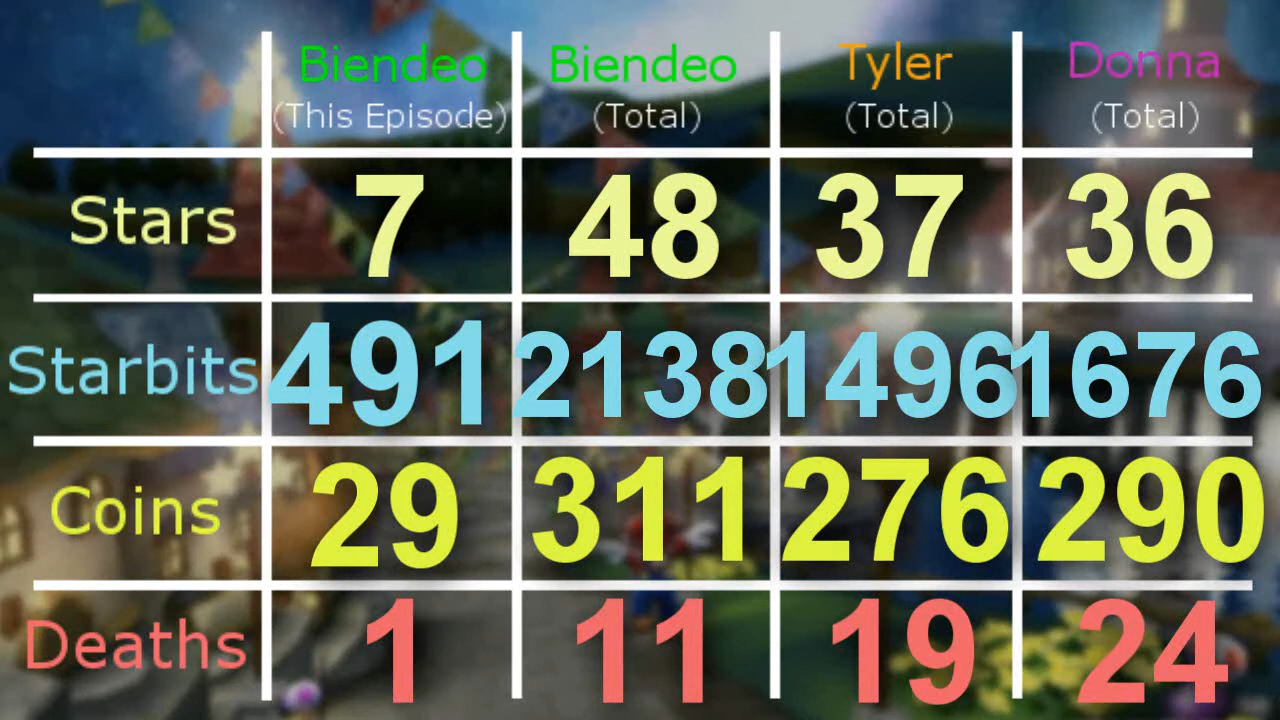 Biendeo Biendeo Tyler Donna
(This Episode) (Total) (Total) (Total)
Stars 7 48 37 36
Starbits 491 2138 1496 1676
Coins 29 311 276 290
Deaths 1 11 19 24